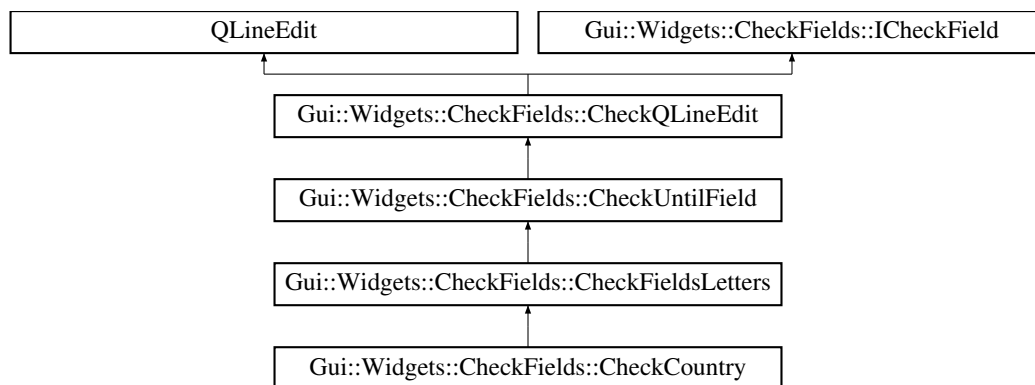 QLineEdit
Gui::Widgets::CheckFields::ICheckField
Gui::Widgets::CheckFields::CheckQLineEdit
Gui::Widgets::CheckFields::CheckUntilField
Gui::Widgets::CheckFields::CheckFieldsLetters
Gui::Widgets::CheckFields::CheckCountry